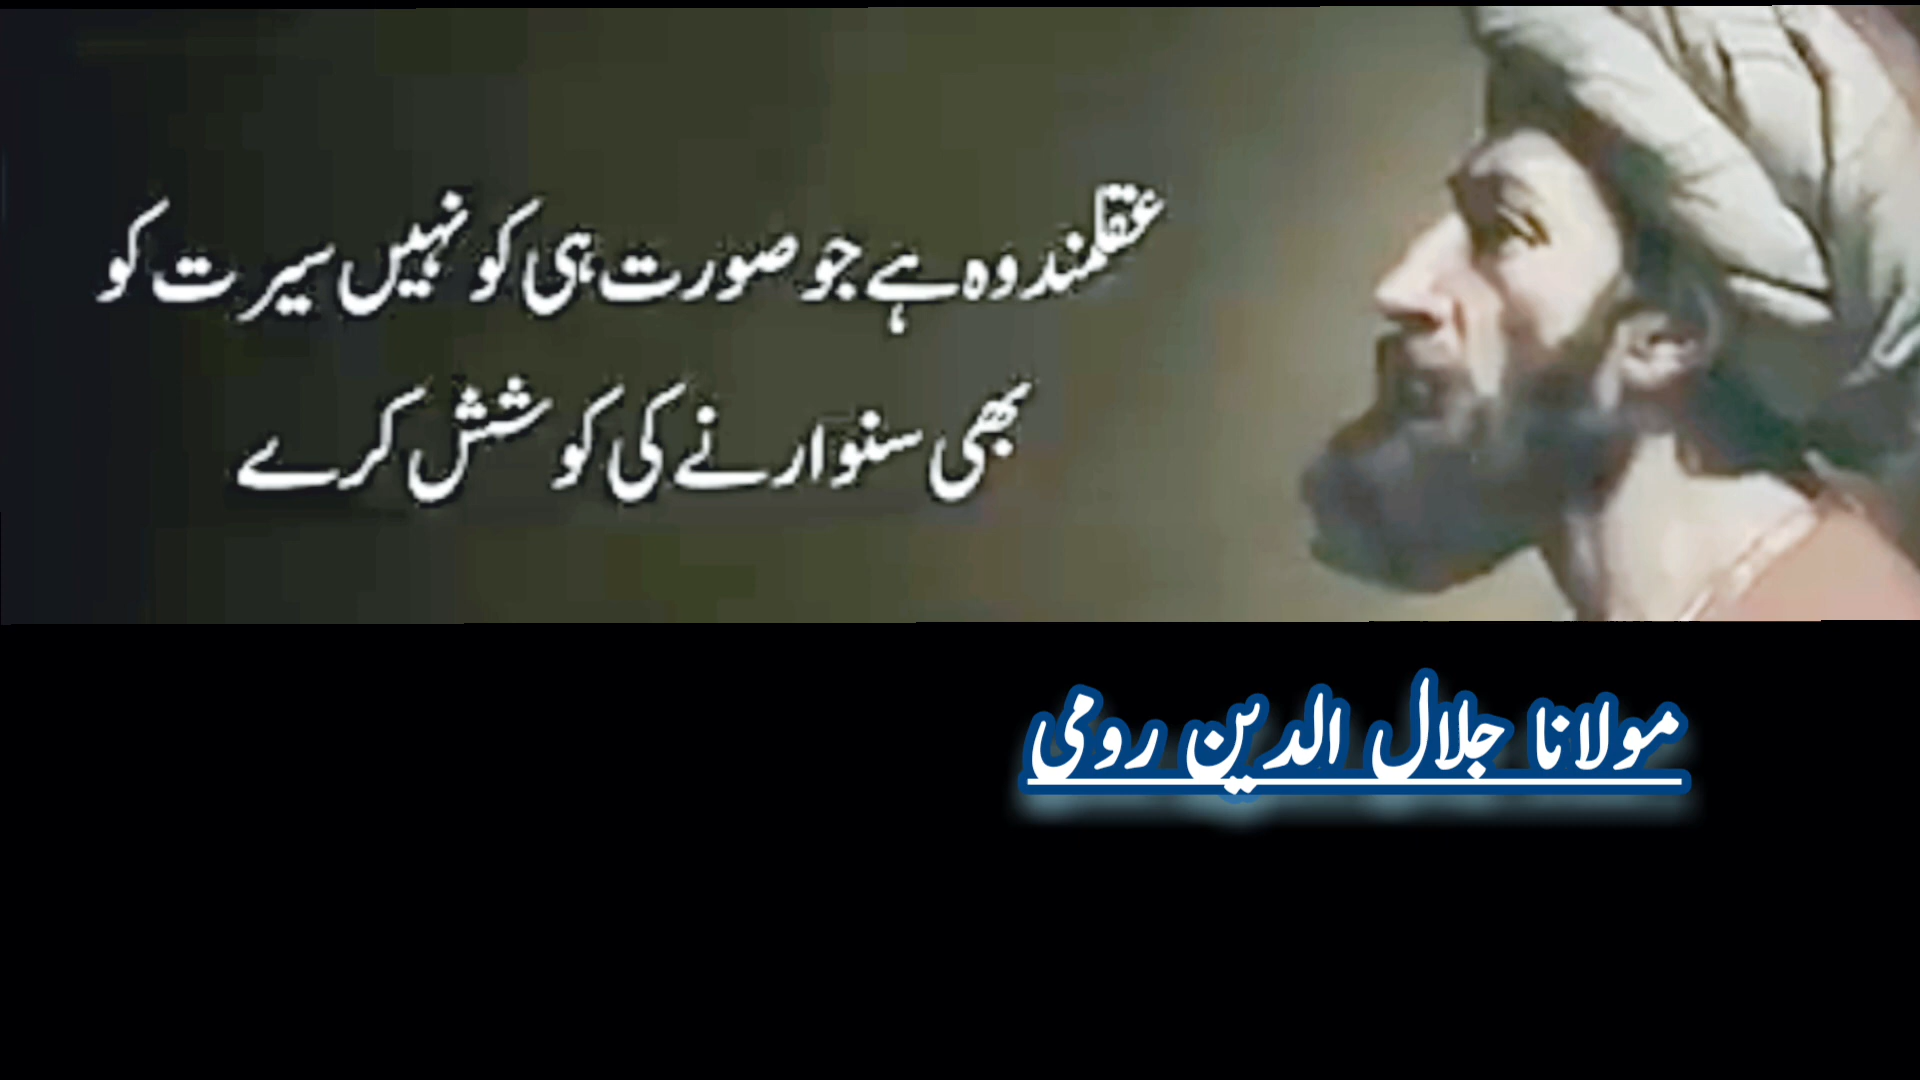 عقلمند وہ ہے جو صورت ہی کو نہیں سیرت کو
بھی سنوارنے کی کوشش کرے
مولانا جلال الدین رومی